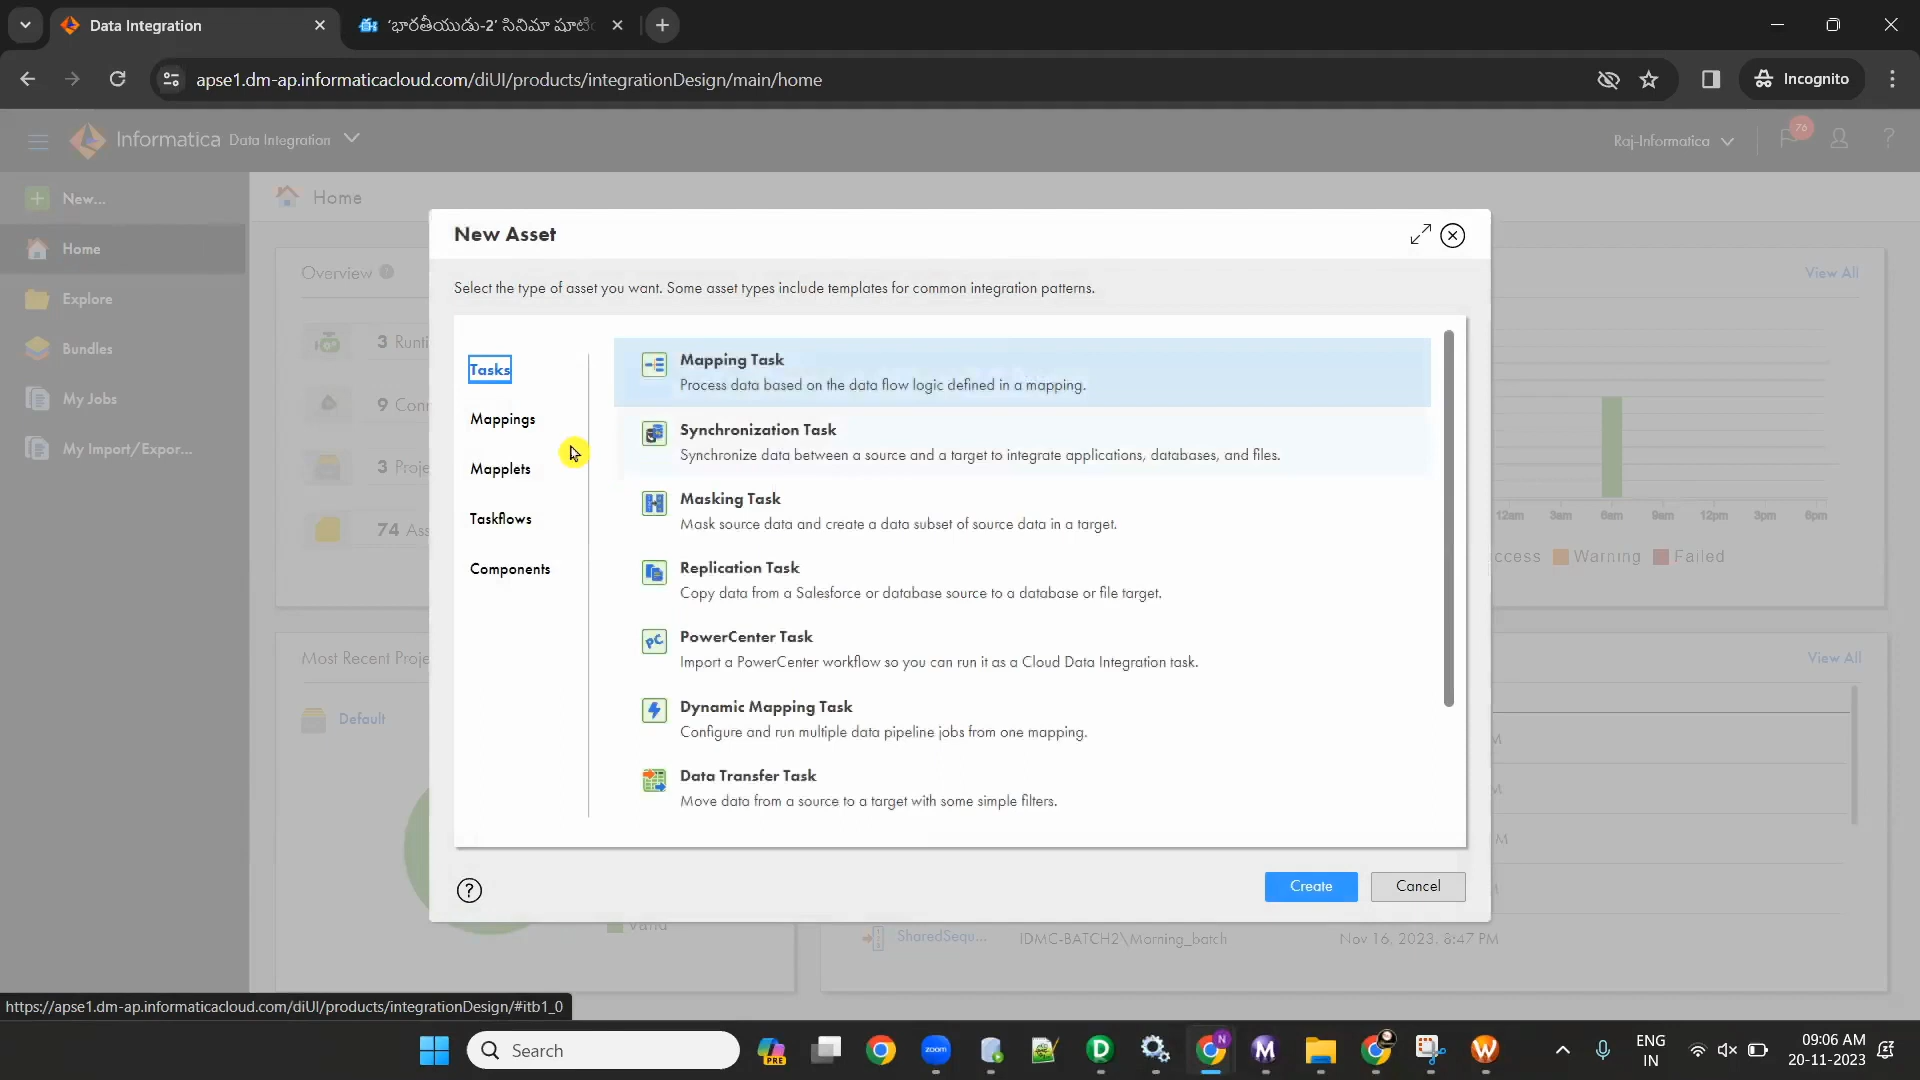 Data Integration
'భారతీయుడు-2' సినిమా షూటిం
apse1.dm-ap.informaticacloud.com/diUI/products/integrationDesign/main/home
Incognito
Informatica Data Integration
Raj-Informatica
76
?
New...
Home
Explore
Bundles
My Jobs
My Import/Expor...
Home
Overview
3 Runti
9 Conn
3 Proje
74 Ass
View All
12am 3am 6am 9am 12pm 3pm 6pm
ccess Warning Failed
Most Recent Proje
Default
Valid
View All
M
M
M
SharedSequ... IDMC-BATCH2\Morning_batch Nov 16, 2023, 8:47 PM
New Asset
Select the type of asset you want. Some asset types include templates for common integration patterns.
Tasks
Mappings
Mapplets
Taskflows
Components
Mapping Task
Process data based on the data flow logic defined in a mapping.
Synchronization Task
Synchronize data between a source and a target to integrate applications, databases, and files.
Masking Task
Mask source data and create a data subset of source data in a target.
Replication Task
Copy data from a Salesforce or database source to a database or file target.
PC
PowerCenter Task
Import a PowerCenter workflow so you can run it as a Cloud Data Integration task.
Dynamic Mapping Task
Configure and run multiple data pipeline jobs from one mapping.
Data Transfer Task
Move data from a source to a target with some simple filters.
?
Create
Cancel
https://apse1.dm-ap.informaticacloud.com/diUI/products/integrationDesign/#itb1_0
Search
PRE
zoom
D
N
M
W
ENG
IN
09:06 AM
20-11-2023